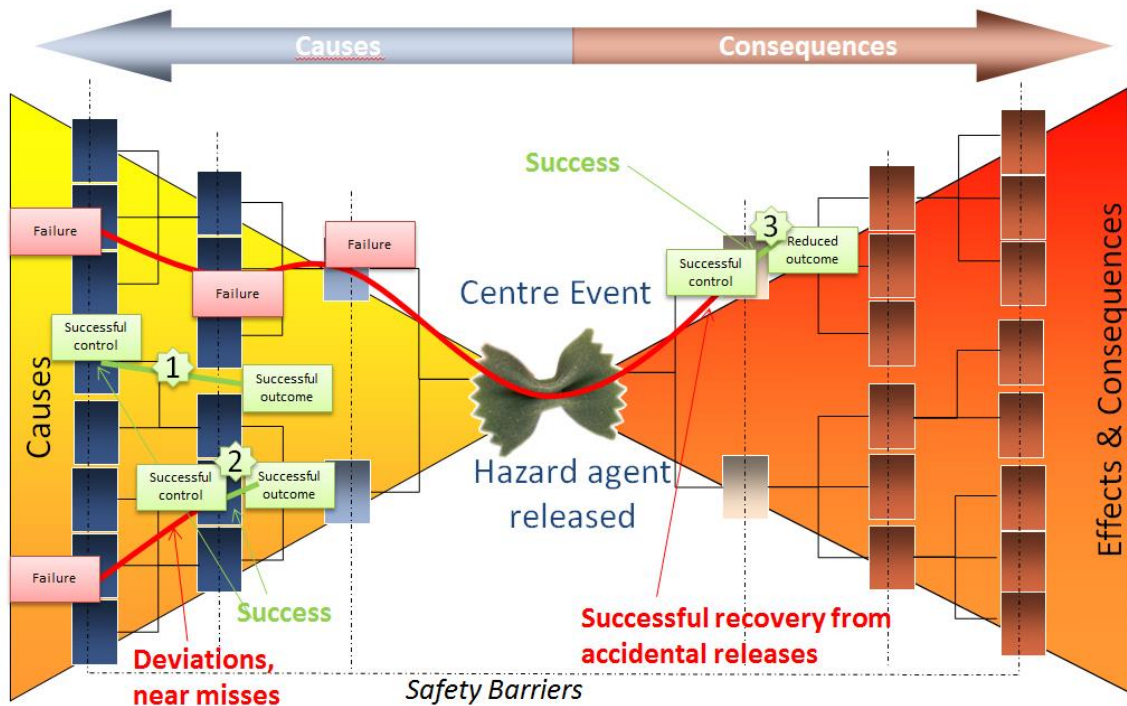 Causes
Consequences
Success
3
Failure
Failure
Successful
control
Reduced
outcome
Failure
Centre Event
Successful
control
1
Successful
outcome
Causes
Effects & Consequences
2
Successful
control
Successful
outcome
Hazard agent
released
Failure
Success
Successful recovery from
accidental releases
Deviations,
near misses
Safety Barriers